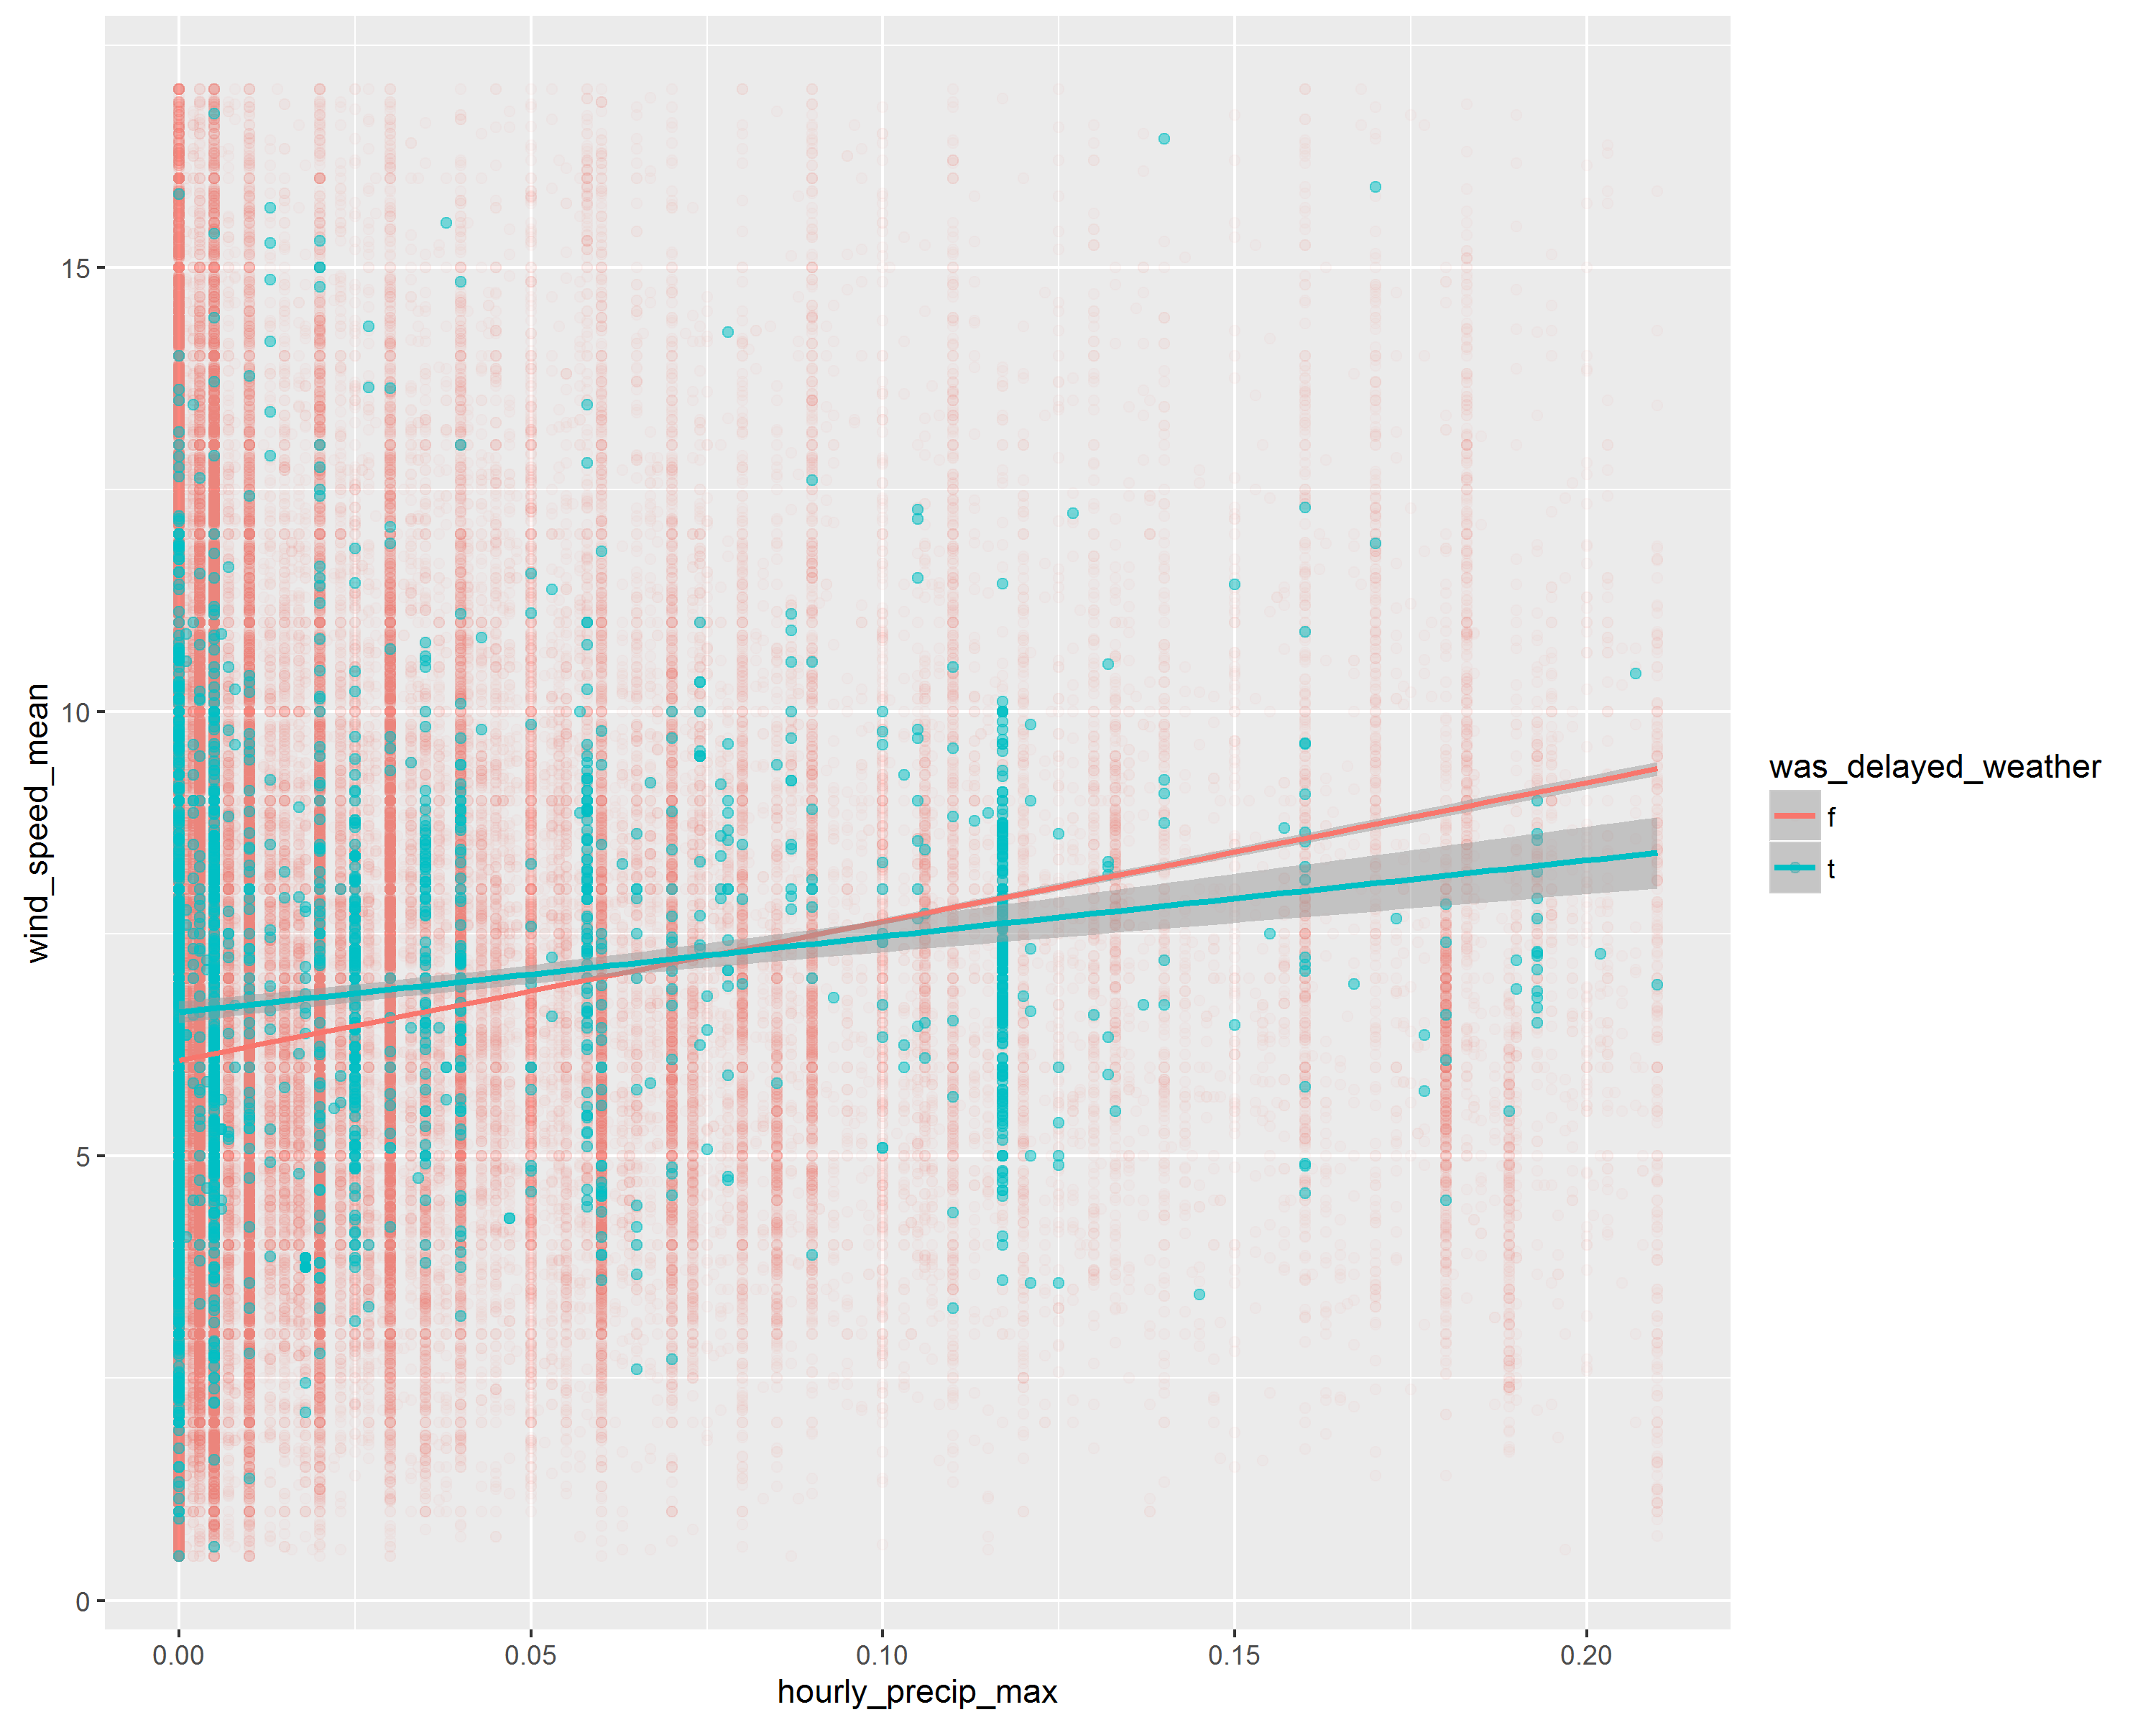 15
10
5
0
wind_speed_mean
0.00 0.05 0.10 0.15 0.20
hourly_precip_max
was_delayed_weather
f
t